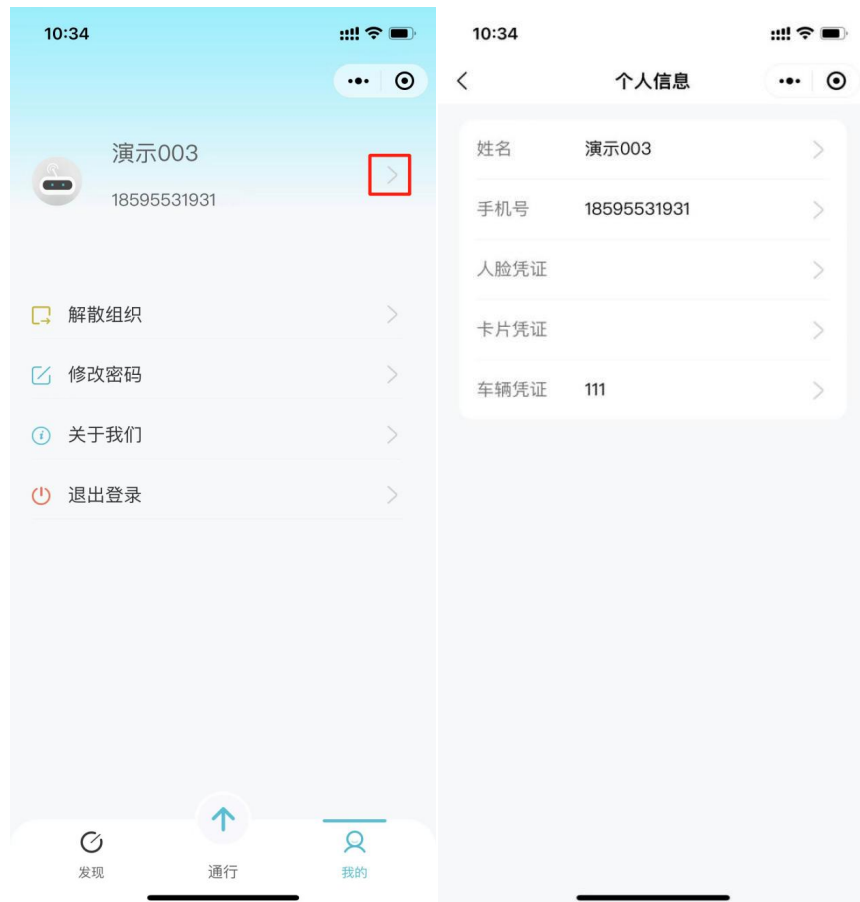 10:34
演示003
18595531931
解散组织
修改密码
关于我们
退出登录
发现
通行
我的
10:34
个人信息
姓名 演示003
手机号 18595531931
人脸凭证
卡片凭证
车辆凭证 111